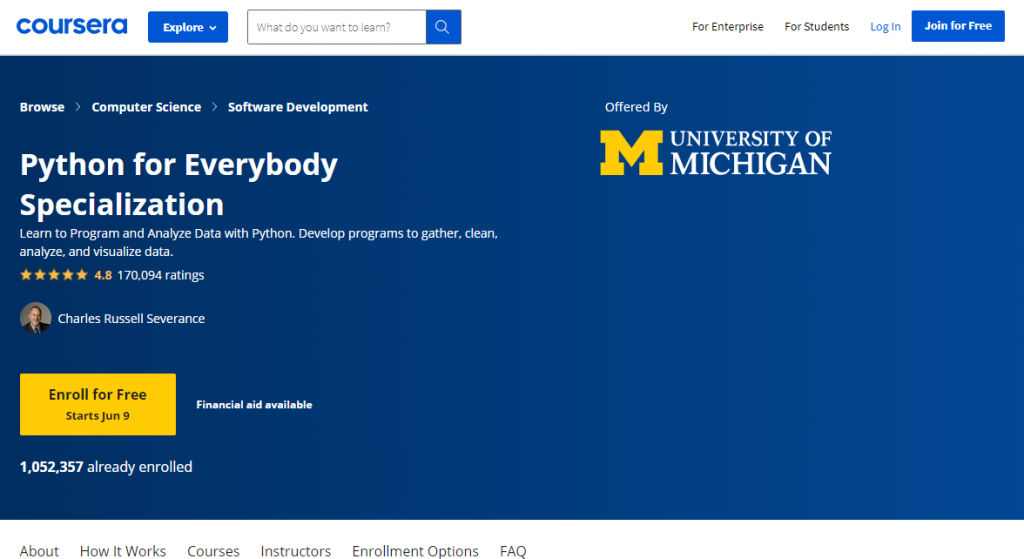 coursera
Explore
What do you want to learn?
For Enterprise
For Students
Log In
Join for Free
Browse > Computer Science > Software Development
Offered By
M UNIVERSITY OF
MICHIGAN
Python for Everybody
Specialization
Learn to Program and Analyze Data with Python. Develop programs to gather, clean,
analyze, and visualize data.
4.8 170,094 ratings
Charles Russell Severance
Enroll for Free
Starts Jun 9
Financial aid available
1,052,357 already enrolled
About
How It Works
Courses
Instructors
Enrollment Options
FAQ